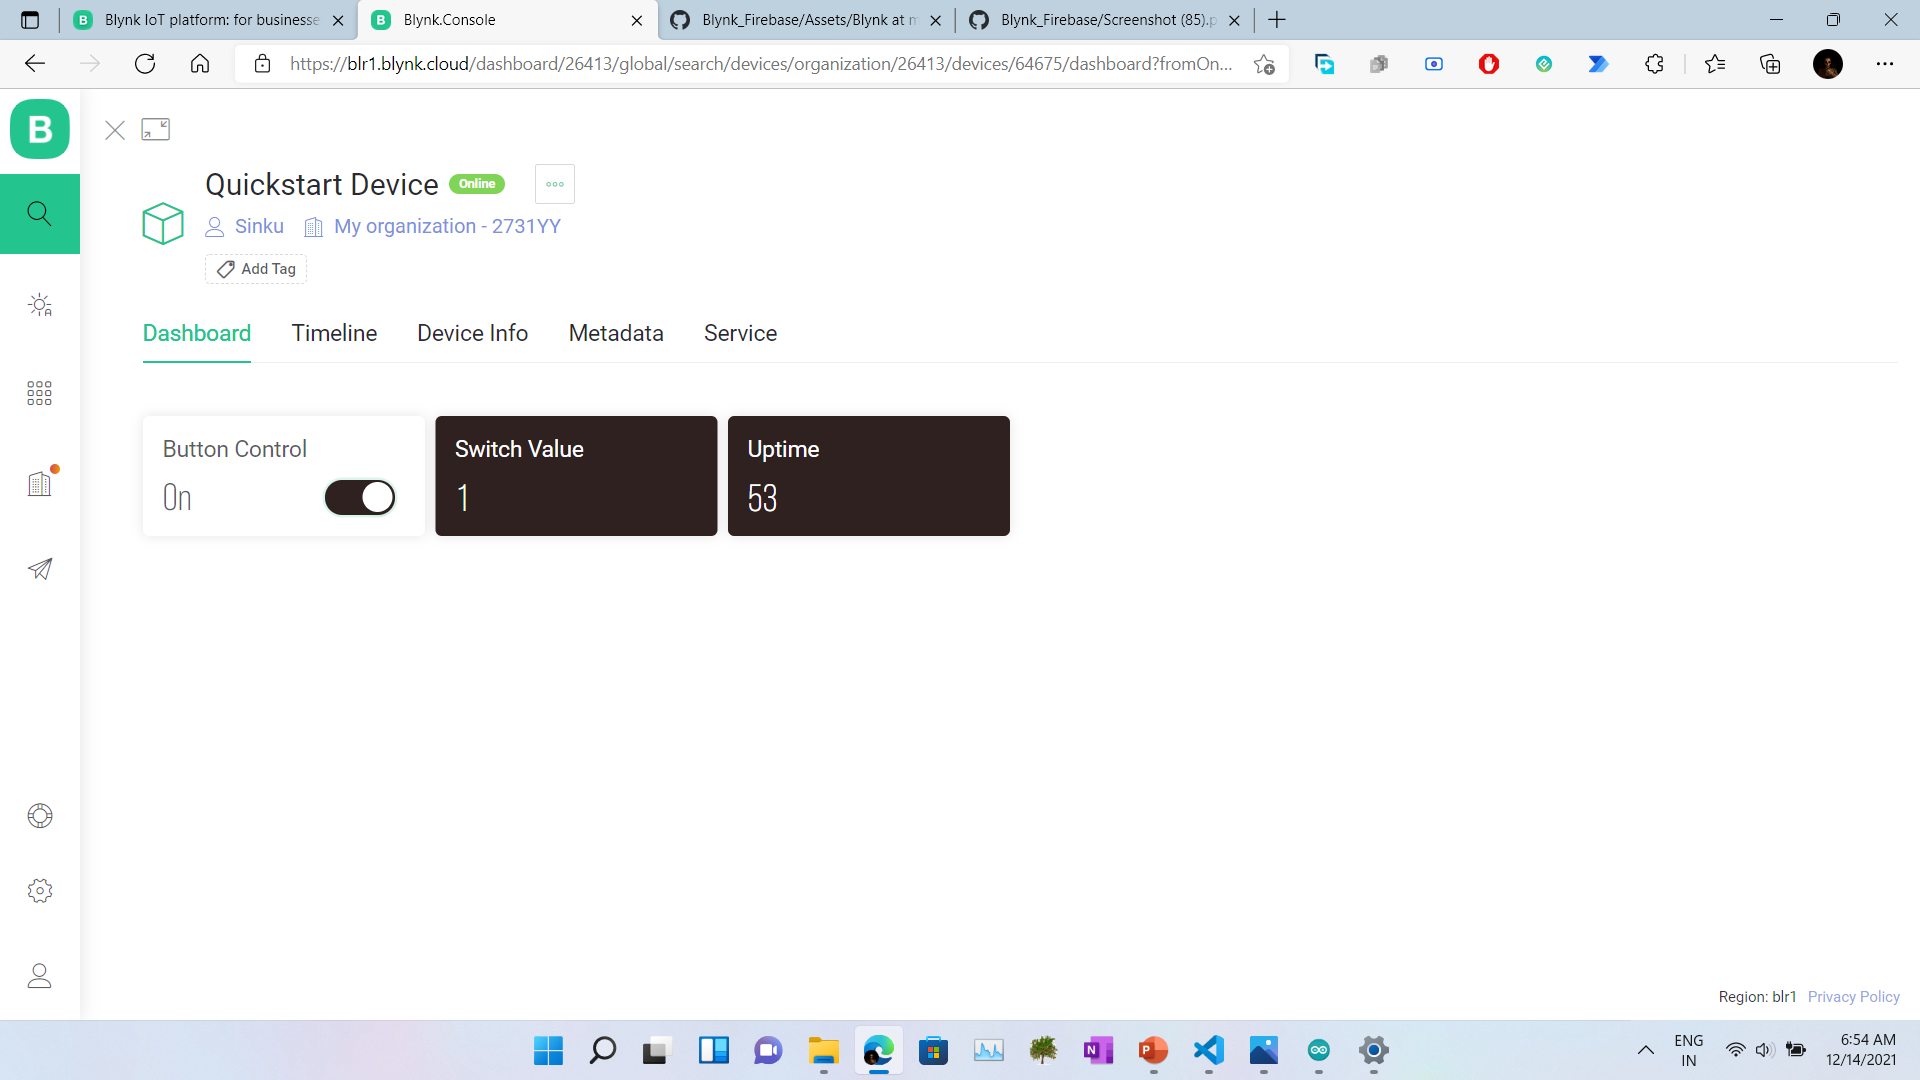 Blynk IoT platform: for businesse
Blynk.Console
Blynk_Firebase/Assets/Blynk at m
Blynk_Firebase/Screenshot (85).p
https://blr1.blynk.cloud/dashboard/26413/global/search/devices/organization/26413/devices/64675/dashboard?fromOn...
B
Quickstart Device Online
Sinku My organization - 2731YY
Add Tag
Dashboard Timeline Device Info Metadata Service
Button Control
On
Switch Value
1
Uptime
53
Region: blr1 Privacy Policy
ENG
IN
6:54 AM
12/14/2021